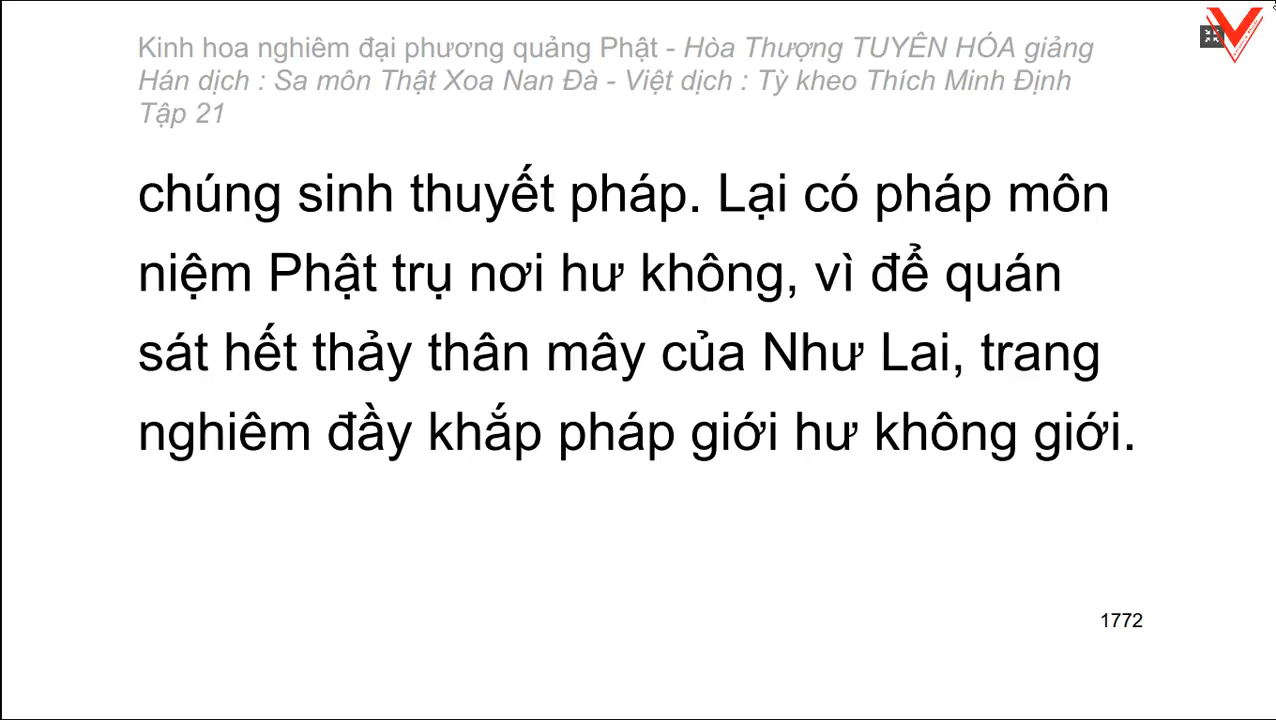 Kinh hoa nghiêm đại phương quảng Phật - Hòa Thượng TUYÊN HÓA giảng
Hán dịch : Sa môn Thật Xoa Nan Đà - Việt dịch : Tỳ kheo Thích Minh Định
Tập 21
chúng sinh thuyết pháp. Lại có pháp môn
niệm Phật trụ nơi hư không, vì để quán
sát hết thảy thân mây của Như Lai, trang
nghiêm đầy khắp pháp giới hư không giới.
1772